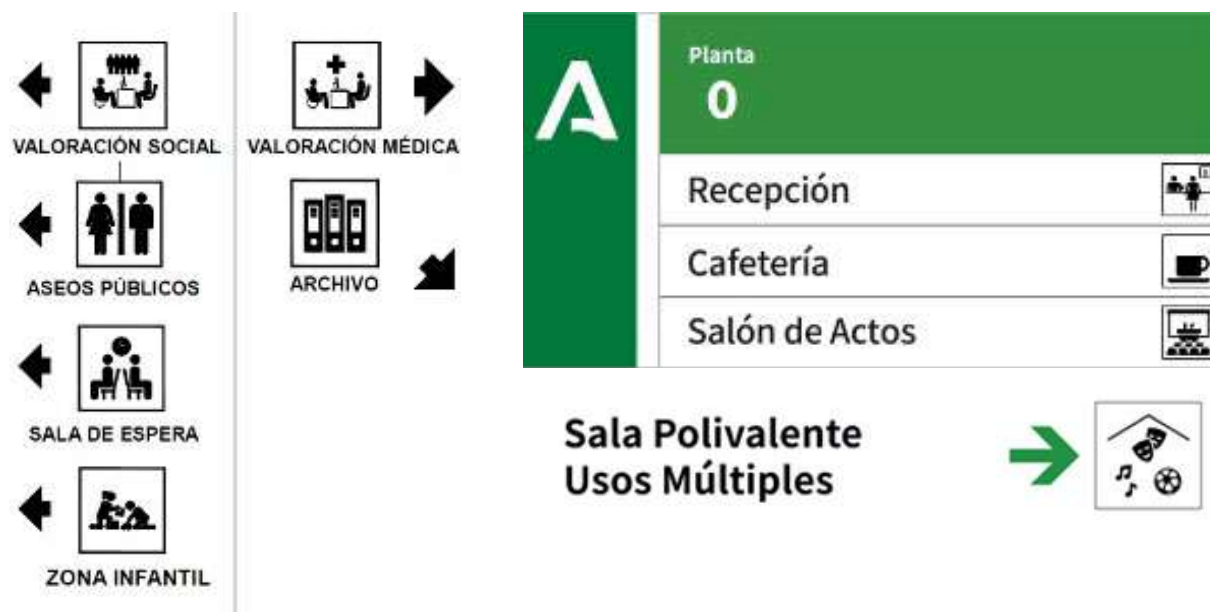 VALORACIÓN SOCIAL
ASEOS PÚBLICOS
SALA DE ESPERA
ZONA INFANTIL
VALORACIÓN MÉDICA
ARCHIVO
Planta
0
Recepción
Cafetería
Salón de Actos
Sala Polivalente
Usos Múltiples